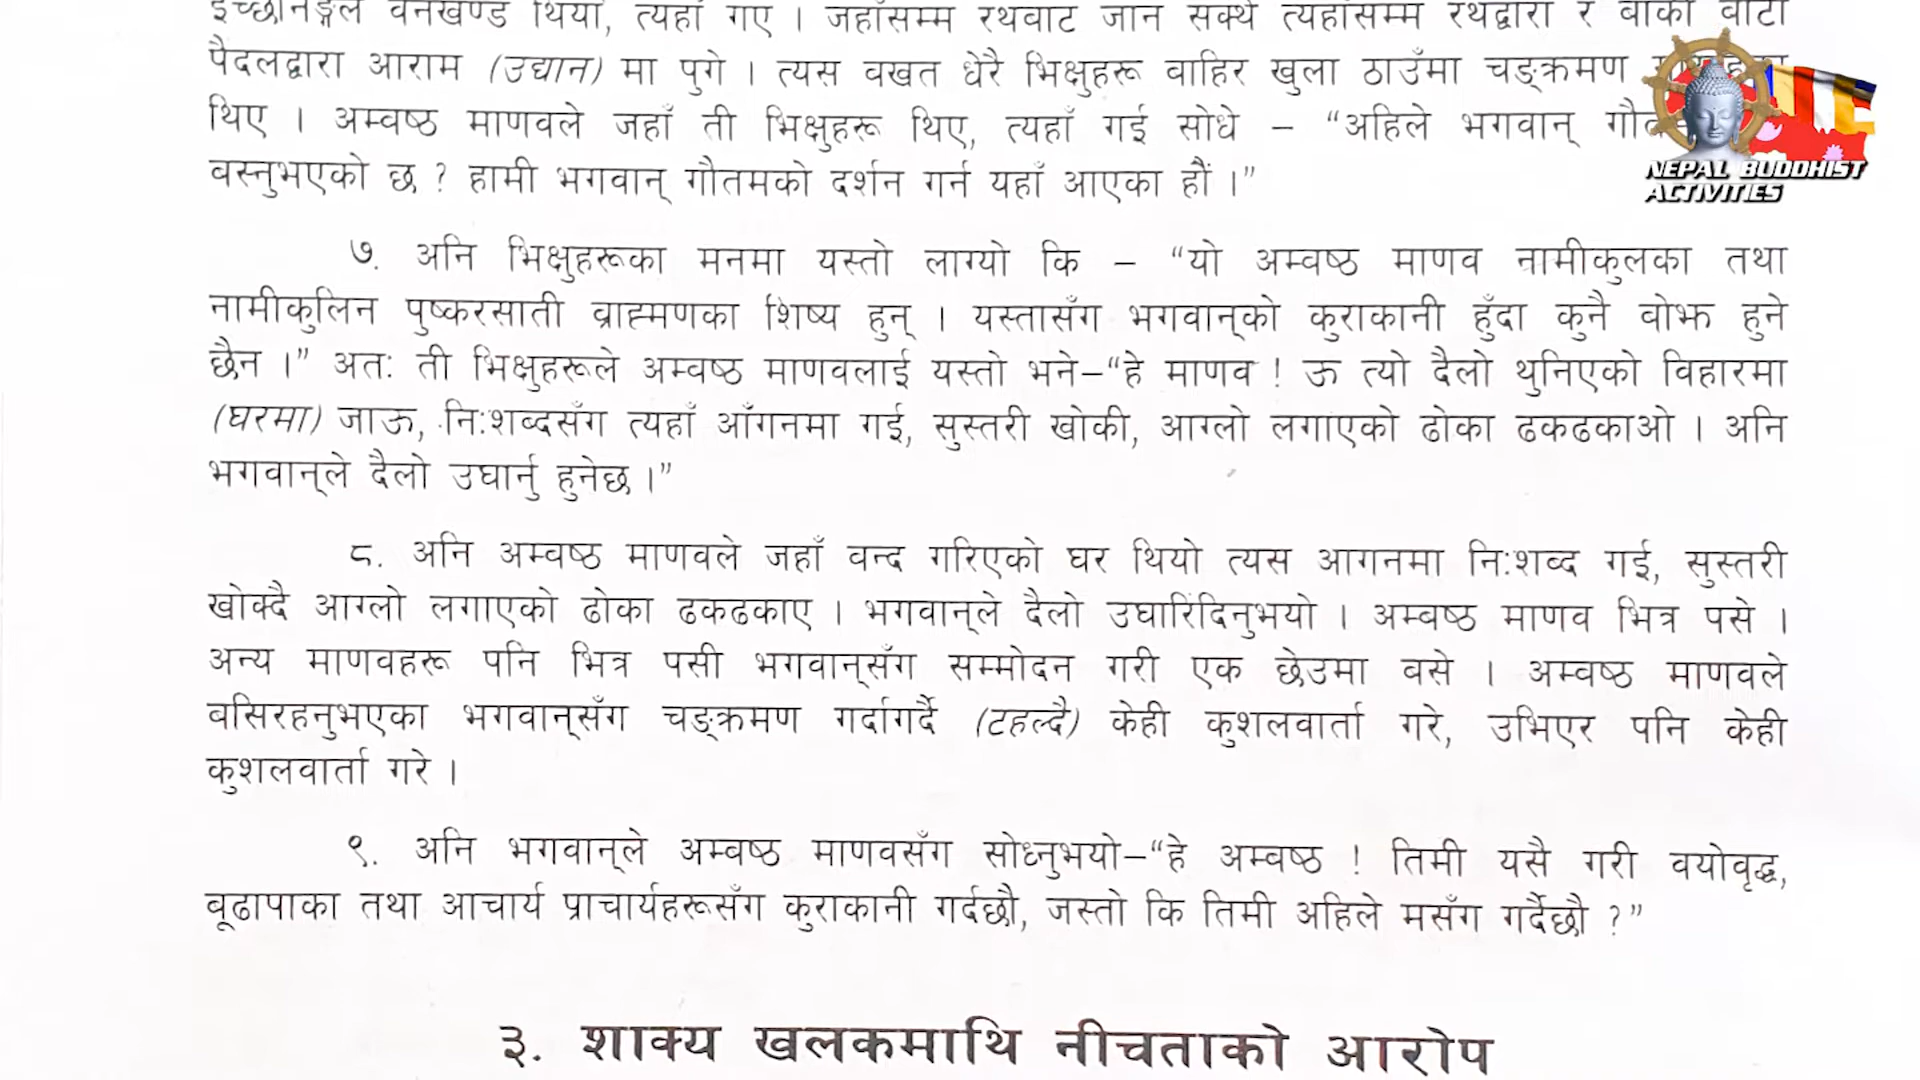 इच्छानङ्गल वनखण्ड थियो, त्यहाँ गए । जहाँसम्म रथवाट जान सक्थे त्यहाँसम्म रथद्वारा र वाकी वाटो
पैदलद्वारा आराम (उद्यान) मा पुगे । त्यस वखत धेरै भिक्षुहरू वाहिर खुला ठाउँमा चङ्क्रमण
थिए । अम्वष्ठ माणवले जहाँ ती भिक्षुहरू थिए, त्यहाँ गई सोधे – “अहिले भगवान्
वस्नुभएको छ ? हामी भगवान् गौतमको दर्शन गर्न यहाँ आएका हौं ।”
NEPAL BUDDHIST
ACTIVITIES
७. अनि भिक्षुहरूका मनमा यस्तो लाग्यो कि – “यो अम्वष्ठ माणव नामीकुलका तथा
नामीकुलिन पुष्करसाती व्राह्मणका शिष्य हुन् । यस्तासँग भगवान्‌को कुराकानी हुँदा कुनै वोझ हुने
छैन ।” अतः ती भिक्षुहरूले अम्वष्ठ माणवलाई यस्तो भने–“हे माणव ! ऊ त्यो दैलो थुनिएको विहारमा
(घरमा) जाऊ, नि:शब्दसँग त्यहाँ आँगनमा गई, सुस्तरी खोकी, आग्लो लगाएको ढोका ढकढकाओ । अनि
भगवान्‌ले दैलो उघार्नु हुनेछ ।”
८. अनि अम्वष्ठ माणवले जहाँ वन्द गरिएको घर थियो त्यस आगनमा नि:शब्द गई, सुस्तरी
खोक्दै आग्लो लगाएको ढोका ढकढकाए । भगवान्‌ले दैलो उघारिदिनुभयो । अम्वष्ठ माणव भित्र पसे ।
अन्य माणवहरू पनि भित्र पसी भगवान्‌सँग सम्मोदन गरी एक छेउमा वसे । अम्वष्ठ माणवले
वसिरहनुभएका भगवान्‌सँग चङ्क्रमण गर्दागर्दै (टहल्दै) केही कुशलवार्ता गरे, उभिएर पनि केही
कुशलवार्ता गरे ।
९. अनि भगवान्‌ले अम्वष्ठ माणवसँग सोध्नुभयो–“हे अम्वष्ठ ! तिमी यसै गरी वयोवृद्ध,
वूढापाका तथा आचार्य प्राचार्यहरूसँग कुराकानी गर्दछौ, जस्तो कि तिमी अहिले मसँग गर्दैछौ ?”
३. शाक्य खलकमाथि नीचताको आरोप